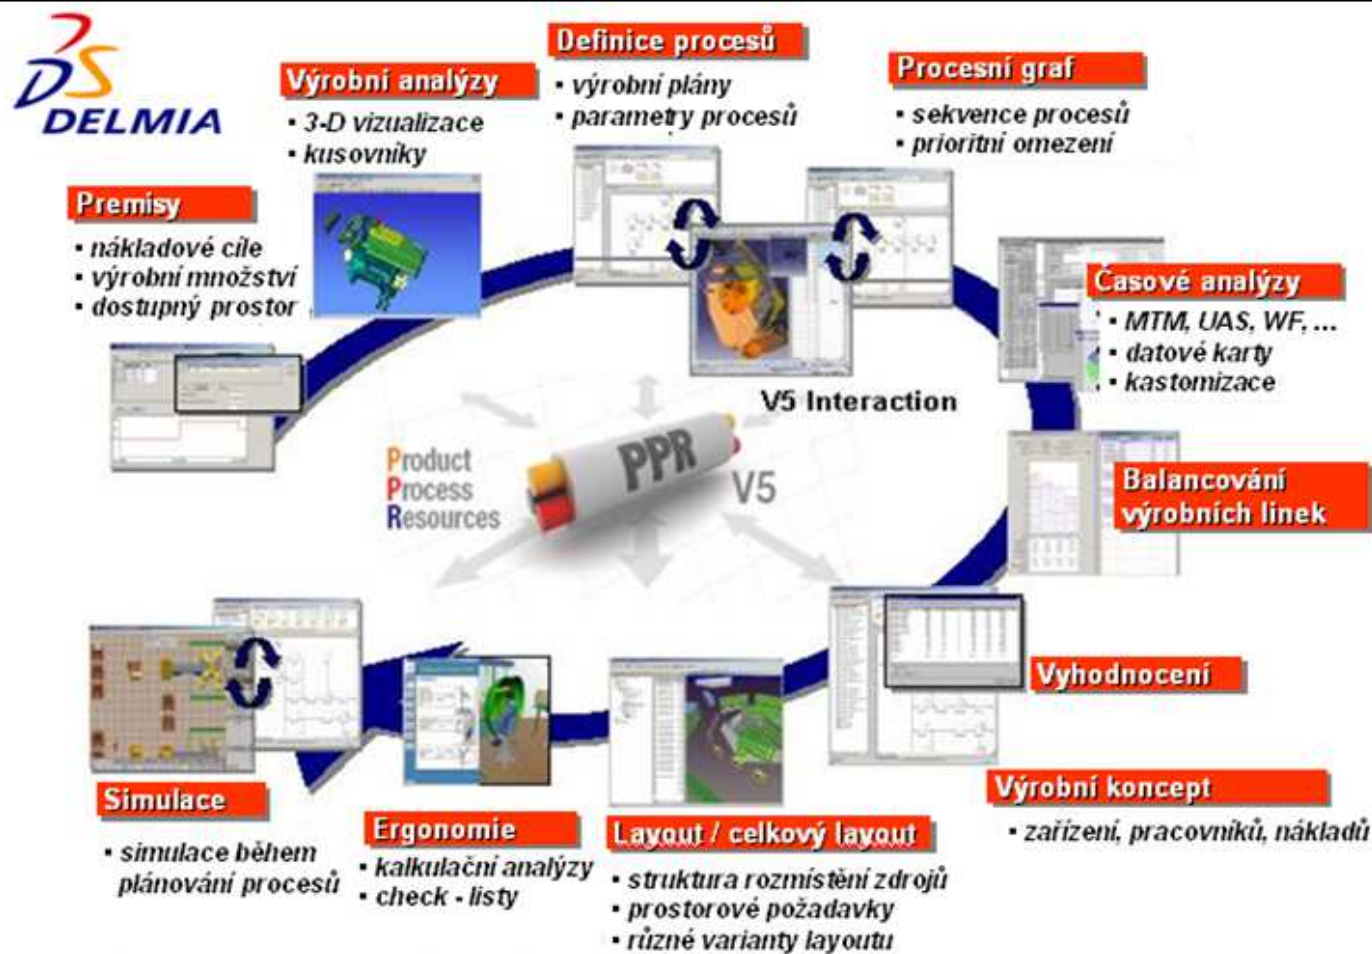 DELMIA
Premisy
▪ nákladové cíle
▪ výrobní množství
▪ dostupný prostor
Výrobní analýzy
▪ 3-D vizualizace
▪ kusovníky
Definice procesů
▪ výrobní plány
▪ parametry procesů
Procesní graf
▪ sekvence procesů
▪ prioritní omezení
Časové analýzy
▪ MTM, UAS, WF, ...
▪ datové karty
▪ kastomizace
V5 Interaction
Product
Process
Resources
PPR
V5
Balancování
výrobních linek
Vyhodnocení
Výrobní koncept
▪ zařízení, pracovníků, nákladů
Layout / celkový layout
▪ struktura rozmístění zdrojů
▪ prostorové požadavky
▪ různé varianty layoutu
Ergonomie
▪ kalkulační analýzy
▪ check - listy
Simulace
▪ simulace během
plánování procesů